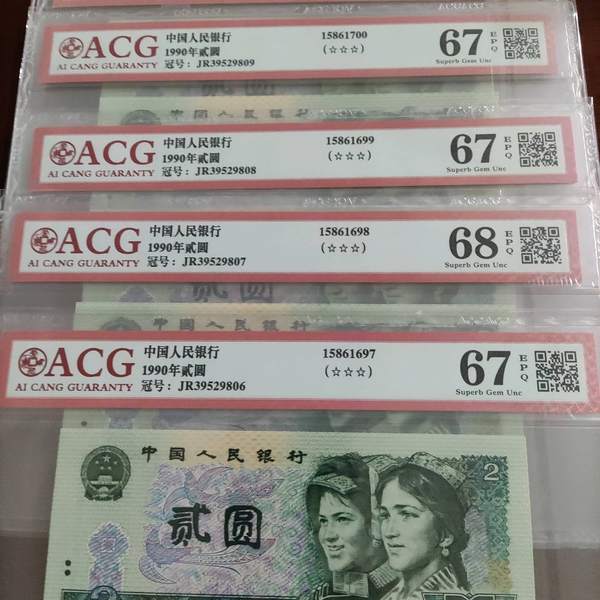 ACG
AI CANG GUARANTY
中国人民银行
1990年贰圆
冠号: JR39529809
15861700
(☆☆☆)
67
EPQ
Superb Gem Unc
ACG
AI CANG GUARANTY
中国人民银行
1990年贰圆
冠号: JR39529808
15861699
(☆☆☆)
67
EPQ
Superb Gem Unc
ACG
AI CANG GUARANTY
中国人民银行
1990年贰圆
冠号: JR39529807
15861698
(☆☆☆)
68
EPQ
Superb Gem Unc
ACG
AI CANG GUARANTY
中国人民银行
1990年贰圆
冠号: JR39529806
15861697
(☆☆☆)
67
EPQ
Superb Gem Unc
中国人民银行
贰圆
2